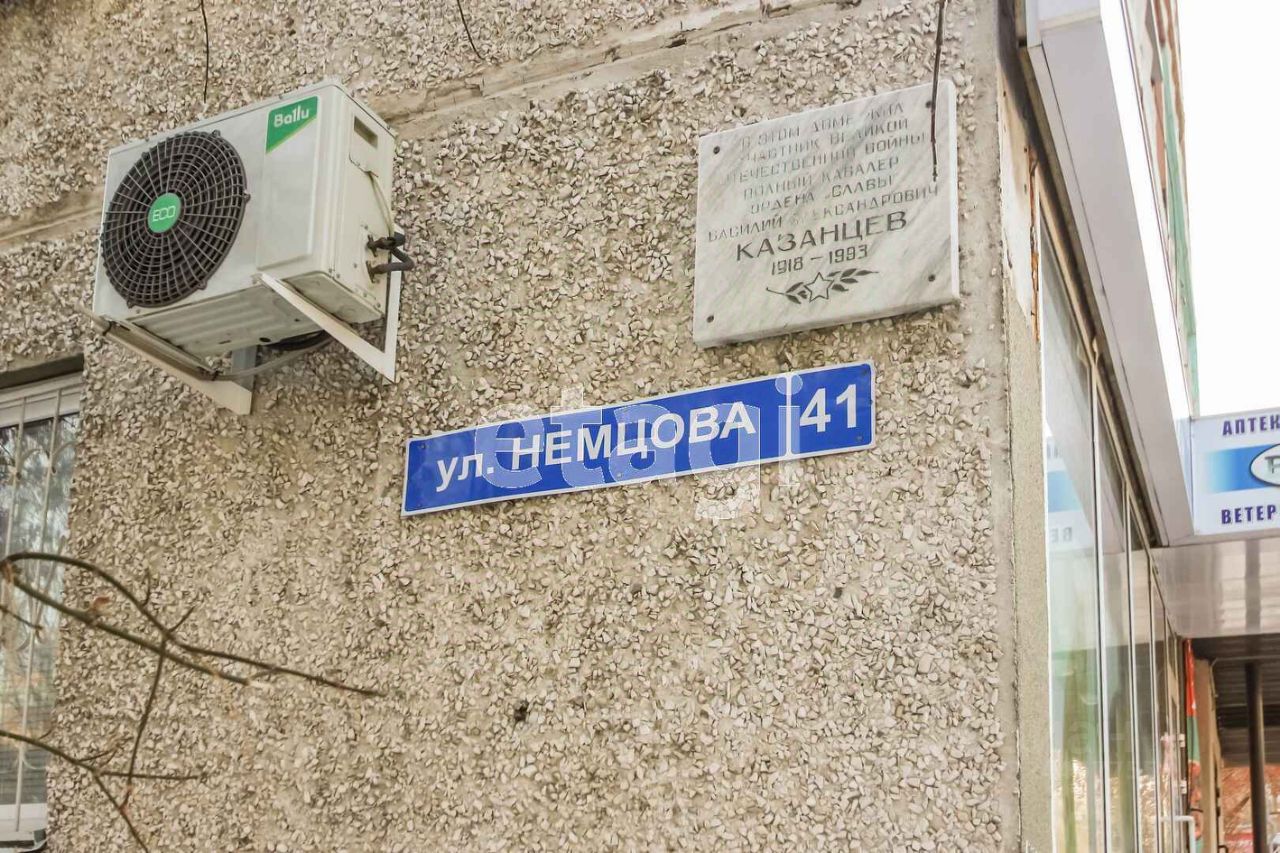 Ballu
ECO
В ЭТОМ ДОМЕ ЖИЛ
УЧАСТНИК ВЕЛИКОЙ
ОТЕЧЕСТВЕННОЙ ВОЙНЫ
ПОЛНЫЙ КАВАЛЕР
ОРДЕНА СЛАВЫ
ВАСИЛИЙ АЛЕКСАНДРОВИЧ
КАЗАНЦЕВ
1918 - 1993
ул. НЕМЦОВА 41
etagi
АПТЕК
ВЕТЕР